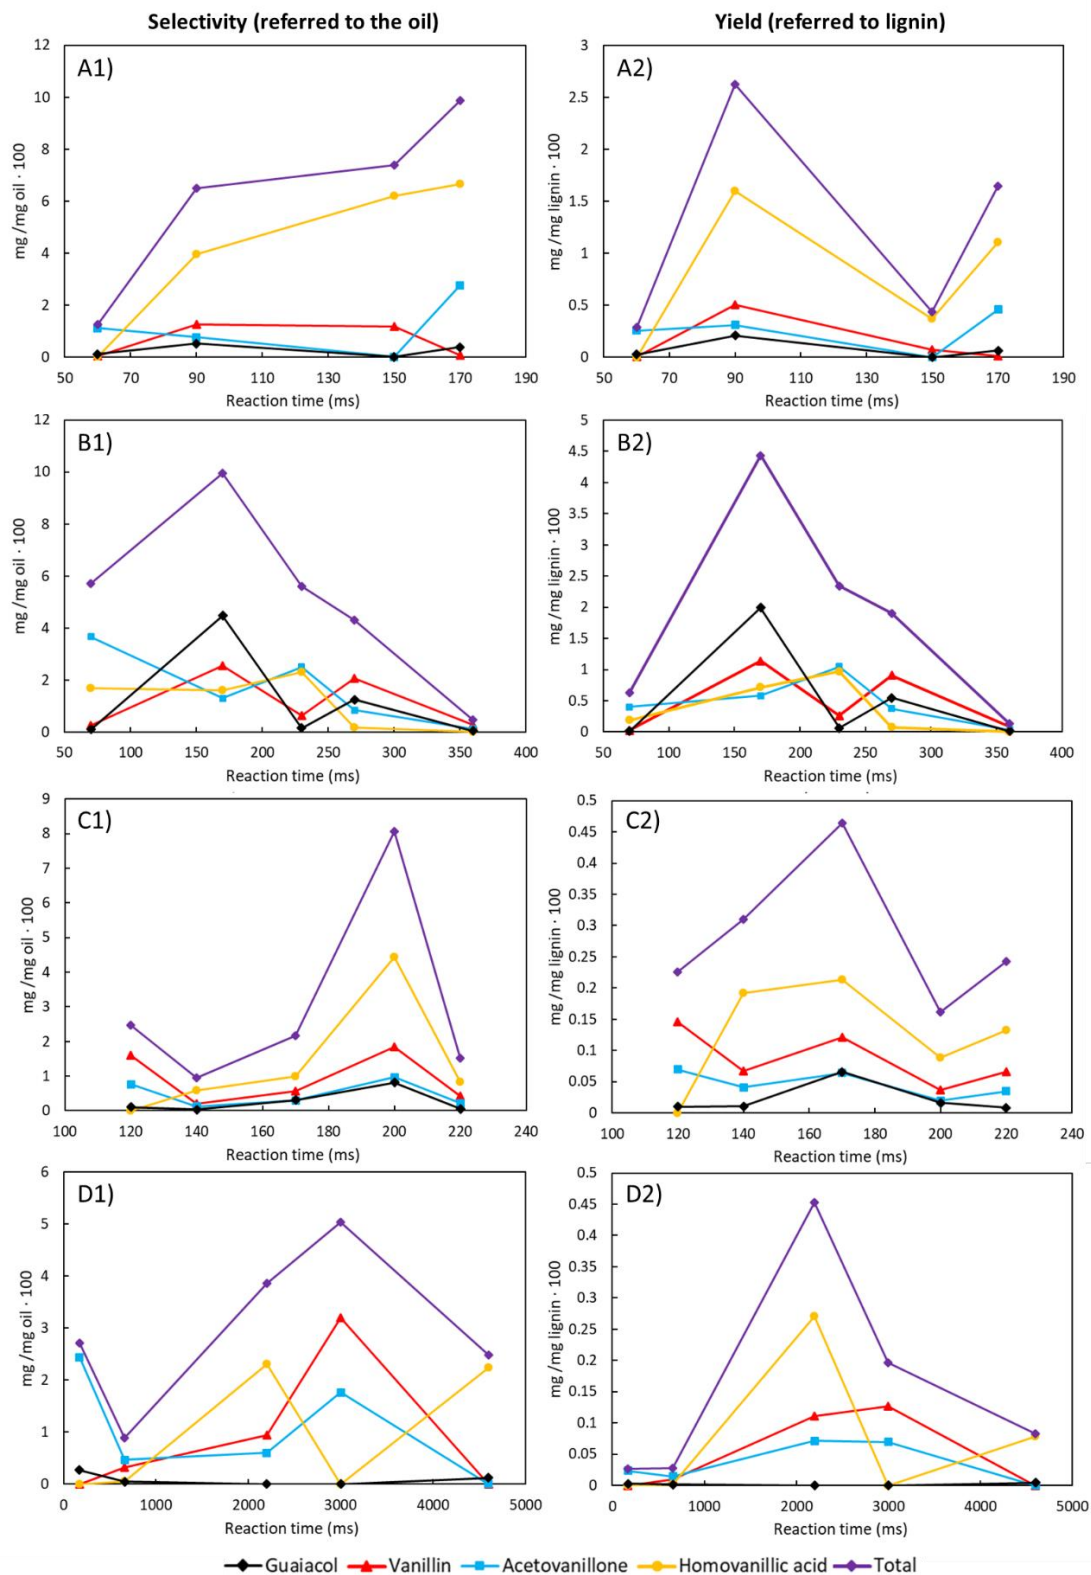 Selectivity (referred to the oil)
Yield (referred to lignin)
A1)
mg /mg oil · 100
12
10
8
6
4
2
0
50 70 90 110 130 150 170 190
Reaction time (ms)
A2)
mg /mg lignin · 100
3
2.5
2
1.5
1
0.5
0
50 70 90 110 130 150 170 190
Reaction time (ms)
B1)
mg /mg oil · 100
12
10
8
6
4
2
0
50 100 150 200 250 300 350 400
Reaction time (ms)
B2)
mg /mg lignin · 100
5
4.5
4
3.5
3
2.5
2
1.5
1
0.5
0
50 100 150 200 250 300 350 400
Reaction time (ms)
C1)
mg /mg oil · 100
9
8
7
6
5
4
3
2
1
0
100 120 140 160 180 200 220 240
Reaction time (ms)
C2)
mg /mg lignin · 100
0.5
0.45
0.4
0.35
0.3
0.25
0.2
0.15
0.1
0.05
0
100 120 140 160 180 200 220 240
Reaction time (ms)
D1)
mg /mg oil · 100
6
5
4
3
2
1
0
0 1000 2000 3000 4000 5000
Reaction time (ms)
D2)
mg /mg lignin · 100
0.5
0.45
0.4
0.35
0.3
0.25
0.2
0.15
0.1
0.05
0
0 1000 2000 3000 4000 5000
Reaction time (ms)
Guaiacol Vanillin Acetovanillone Homovanillic acid Total